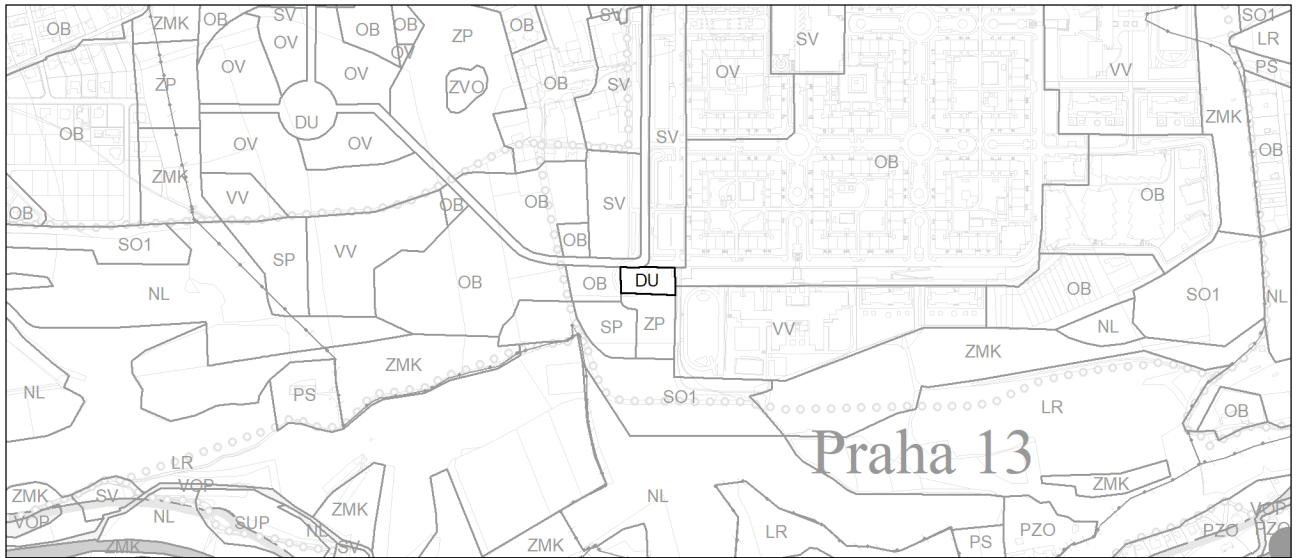 OB
ZMK
OB
SV
OB
OB
OV
ZP
OB
SV
SV
OV
VV
SO1
LR
PS
ZP
OV
OV
ZVO
OB
SV
ZMK
DU
OB
OV
OV
SV
OB
OB
OB
ZMK
VV
OB
OB
SV
OB
SO1
SP
VV
OB
NL
OB
OB
DU
OB
SO1
NL
SP
ZP
VV
NL
ZMK
ZMK
NL
PS
SO1
LR
OB
Praha 13
LR
ZMK
SV
VOP
ZMK
NL
ZMK
VOP
NL
SUP
NL
SV
ZMK
ZMK
LR
PS
PZO
PZO
VOP
PZO